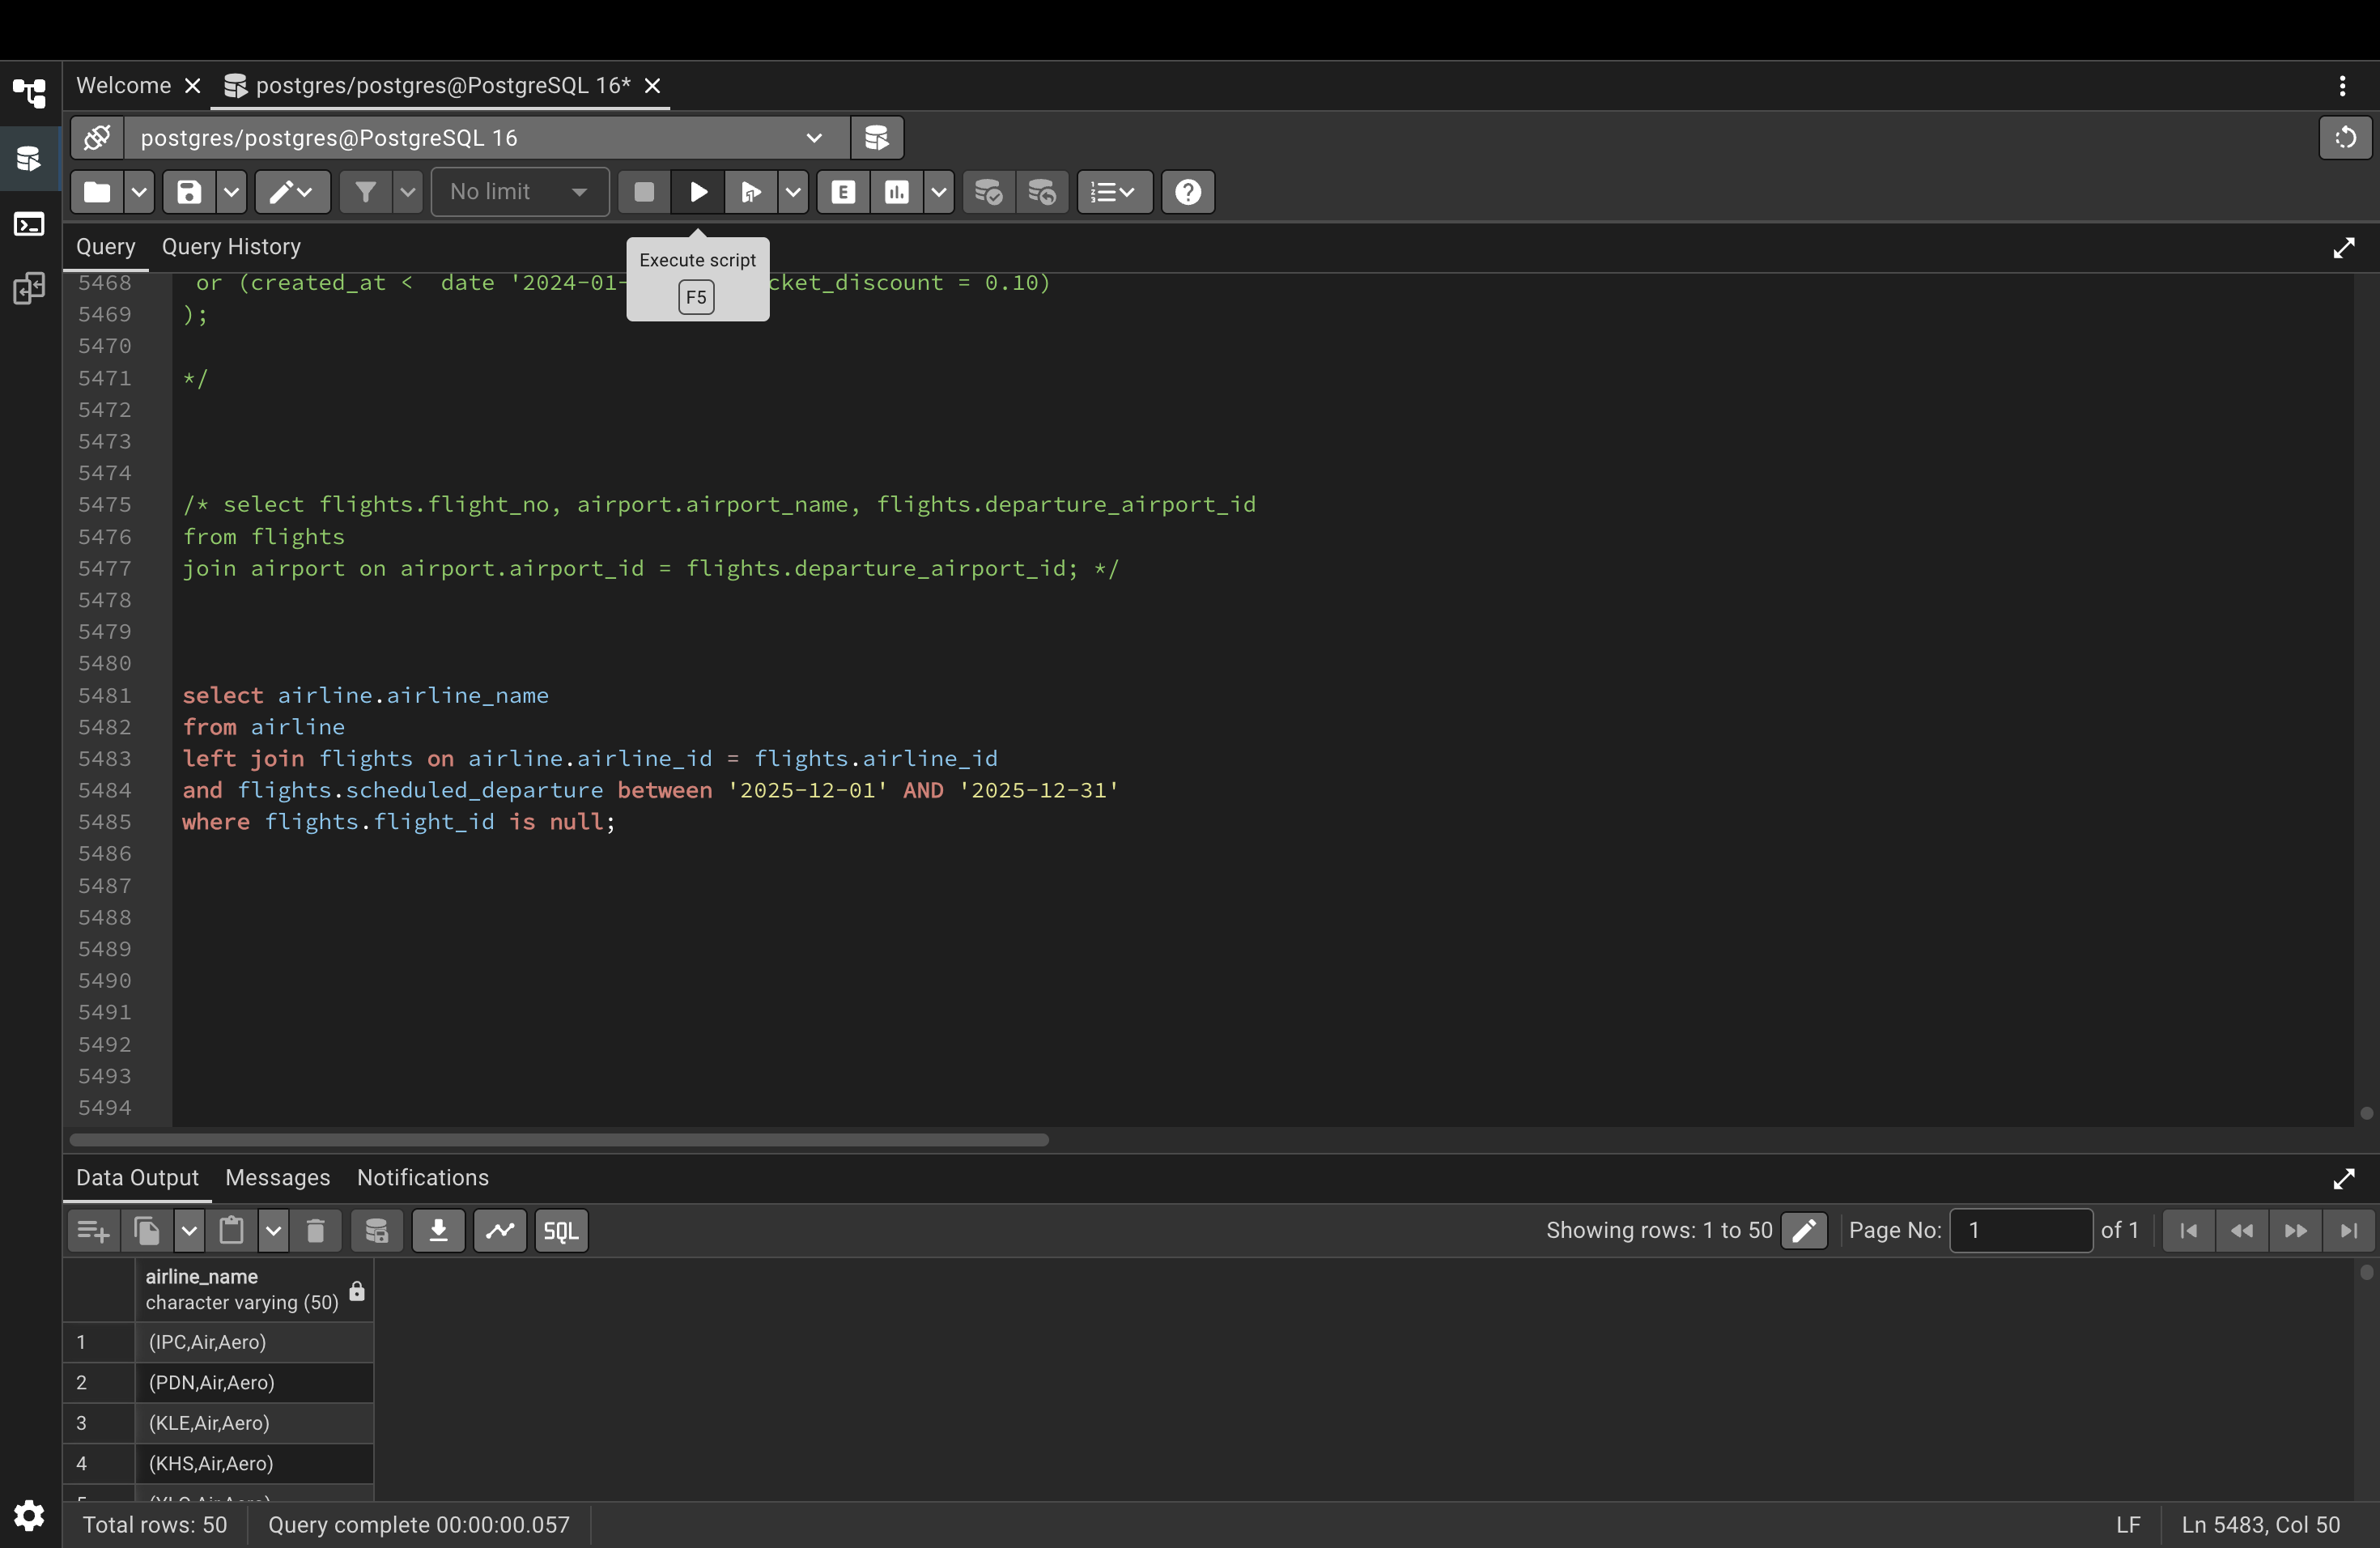 Welcome
postgres/postgres@PostgreSQL 16*
postgres/postgres@PostgreSQL 16
No limit
E
Query
Query History
Execute script
F5
5468 or (created_at <  date '2024-01- cket_discount = 0.10)
5469 );
5470
5471 */
5472
5473
5474
5475 /* select flights.flight_no, airport.airport_name, flights.departure_airport_id
5476 from flights
5477 join airport on airport.airport_id = flights.departure_airport_id; */
5478
5479
5480
5481 select airline.airline_name
5482 from airline
5483 left join flights on airline.airline_id = flights.airline_id
5484 and flights.scheduled_departure between '2025-12-01' AND '2025-12-31'
5485 where flights.flight_id is null;
5486
5487
5488
5489
5490
5491
5492
5493
5494
Data Output
Messages
Notifications
SQL
Showing rows: 1 to 50
Page No: 1 of 1
airline_name
character varying (50)
1 (IPC,Air,Aero)
2 (PDN,Air,Aero)
3 (KLE,Air,Aero)
4 (KHS,Air,Aero)
Total rows: 50
Query complete 00:00:00.057
LF
Ln 5483, Col 50